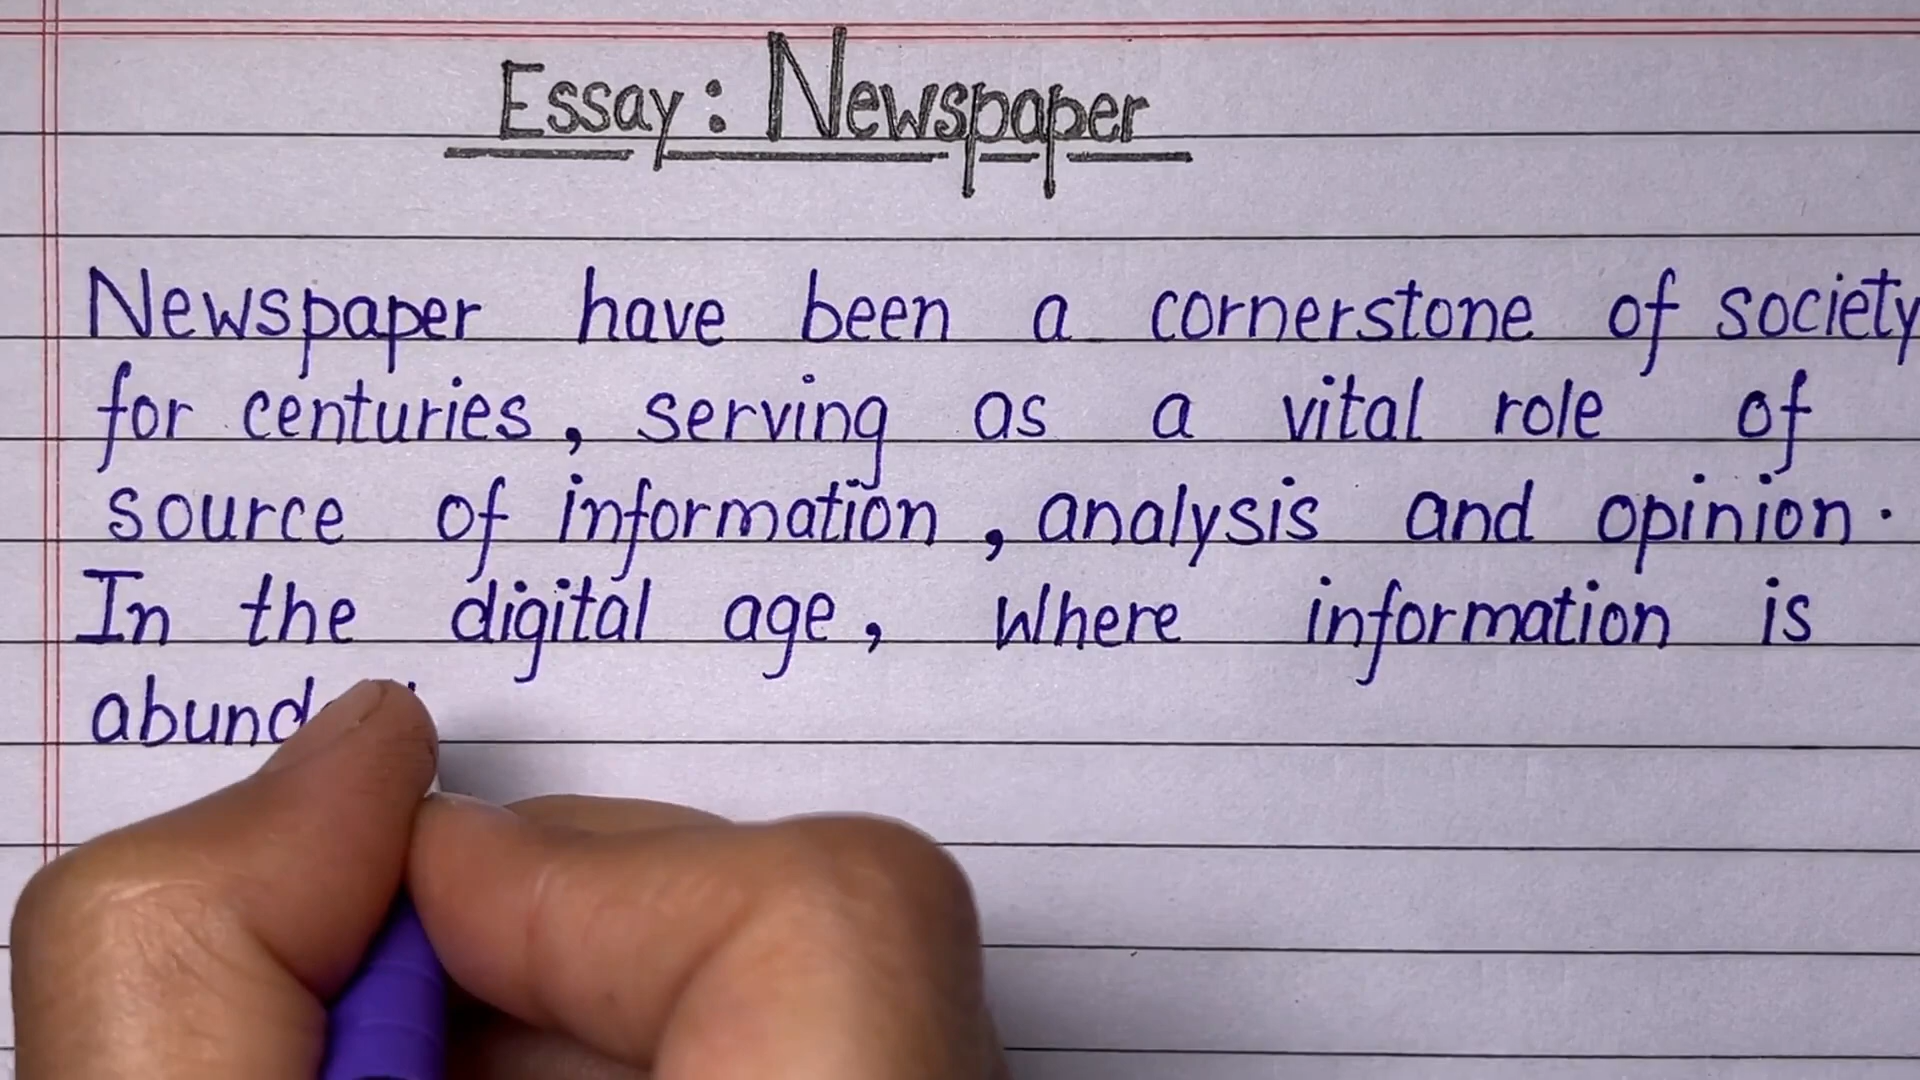 Essay: Newspaper
Newspaper have been a cornerstone of society
for centuries, serving as a vital role of
source of information, analysis and opinion.
In the digital age, where information is